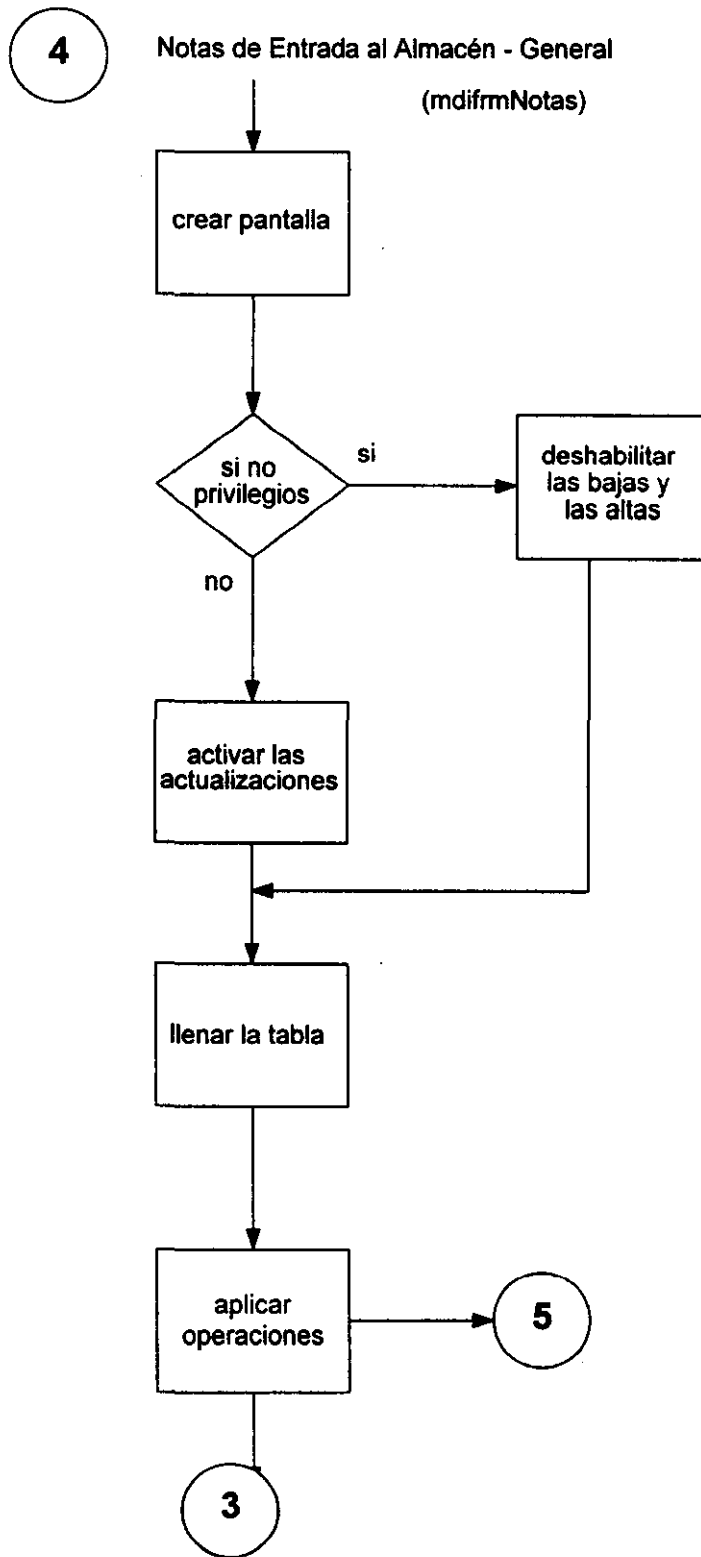 4
Notas de Entrada al Almacén - General
(mdifrmNotas)
crear pantalla
si no
privilegios
si
deshabilitar
las bajas y
las altas
no
activar las
actualizaciones
llenar la tabla
aplicar
operaciones
5
3